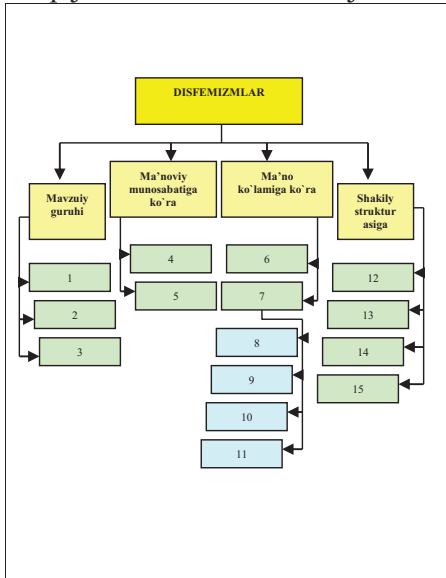 DISFEMIZMLAR
Mavzuiy
guruhi
Ma'noviy
munosabatiga
ko`ra
Ma'no
ko`lamiga ko`ra
Shakily
struktur
asiga
1
2
3
4
5
6
7
8
9
10
11
12
13
14
15